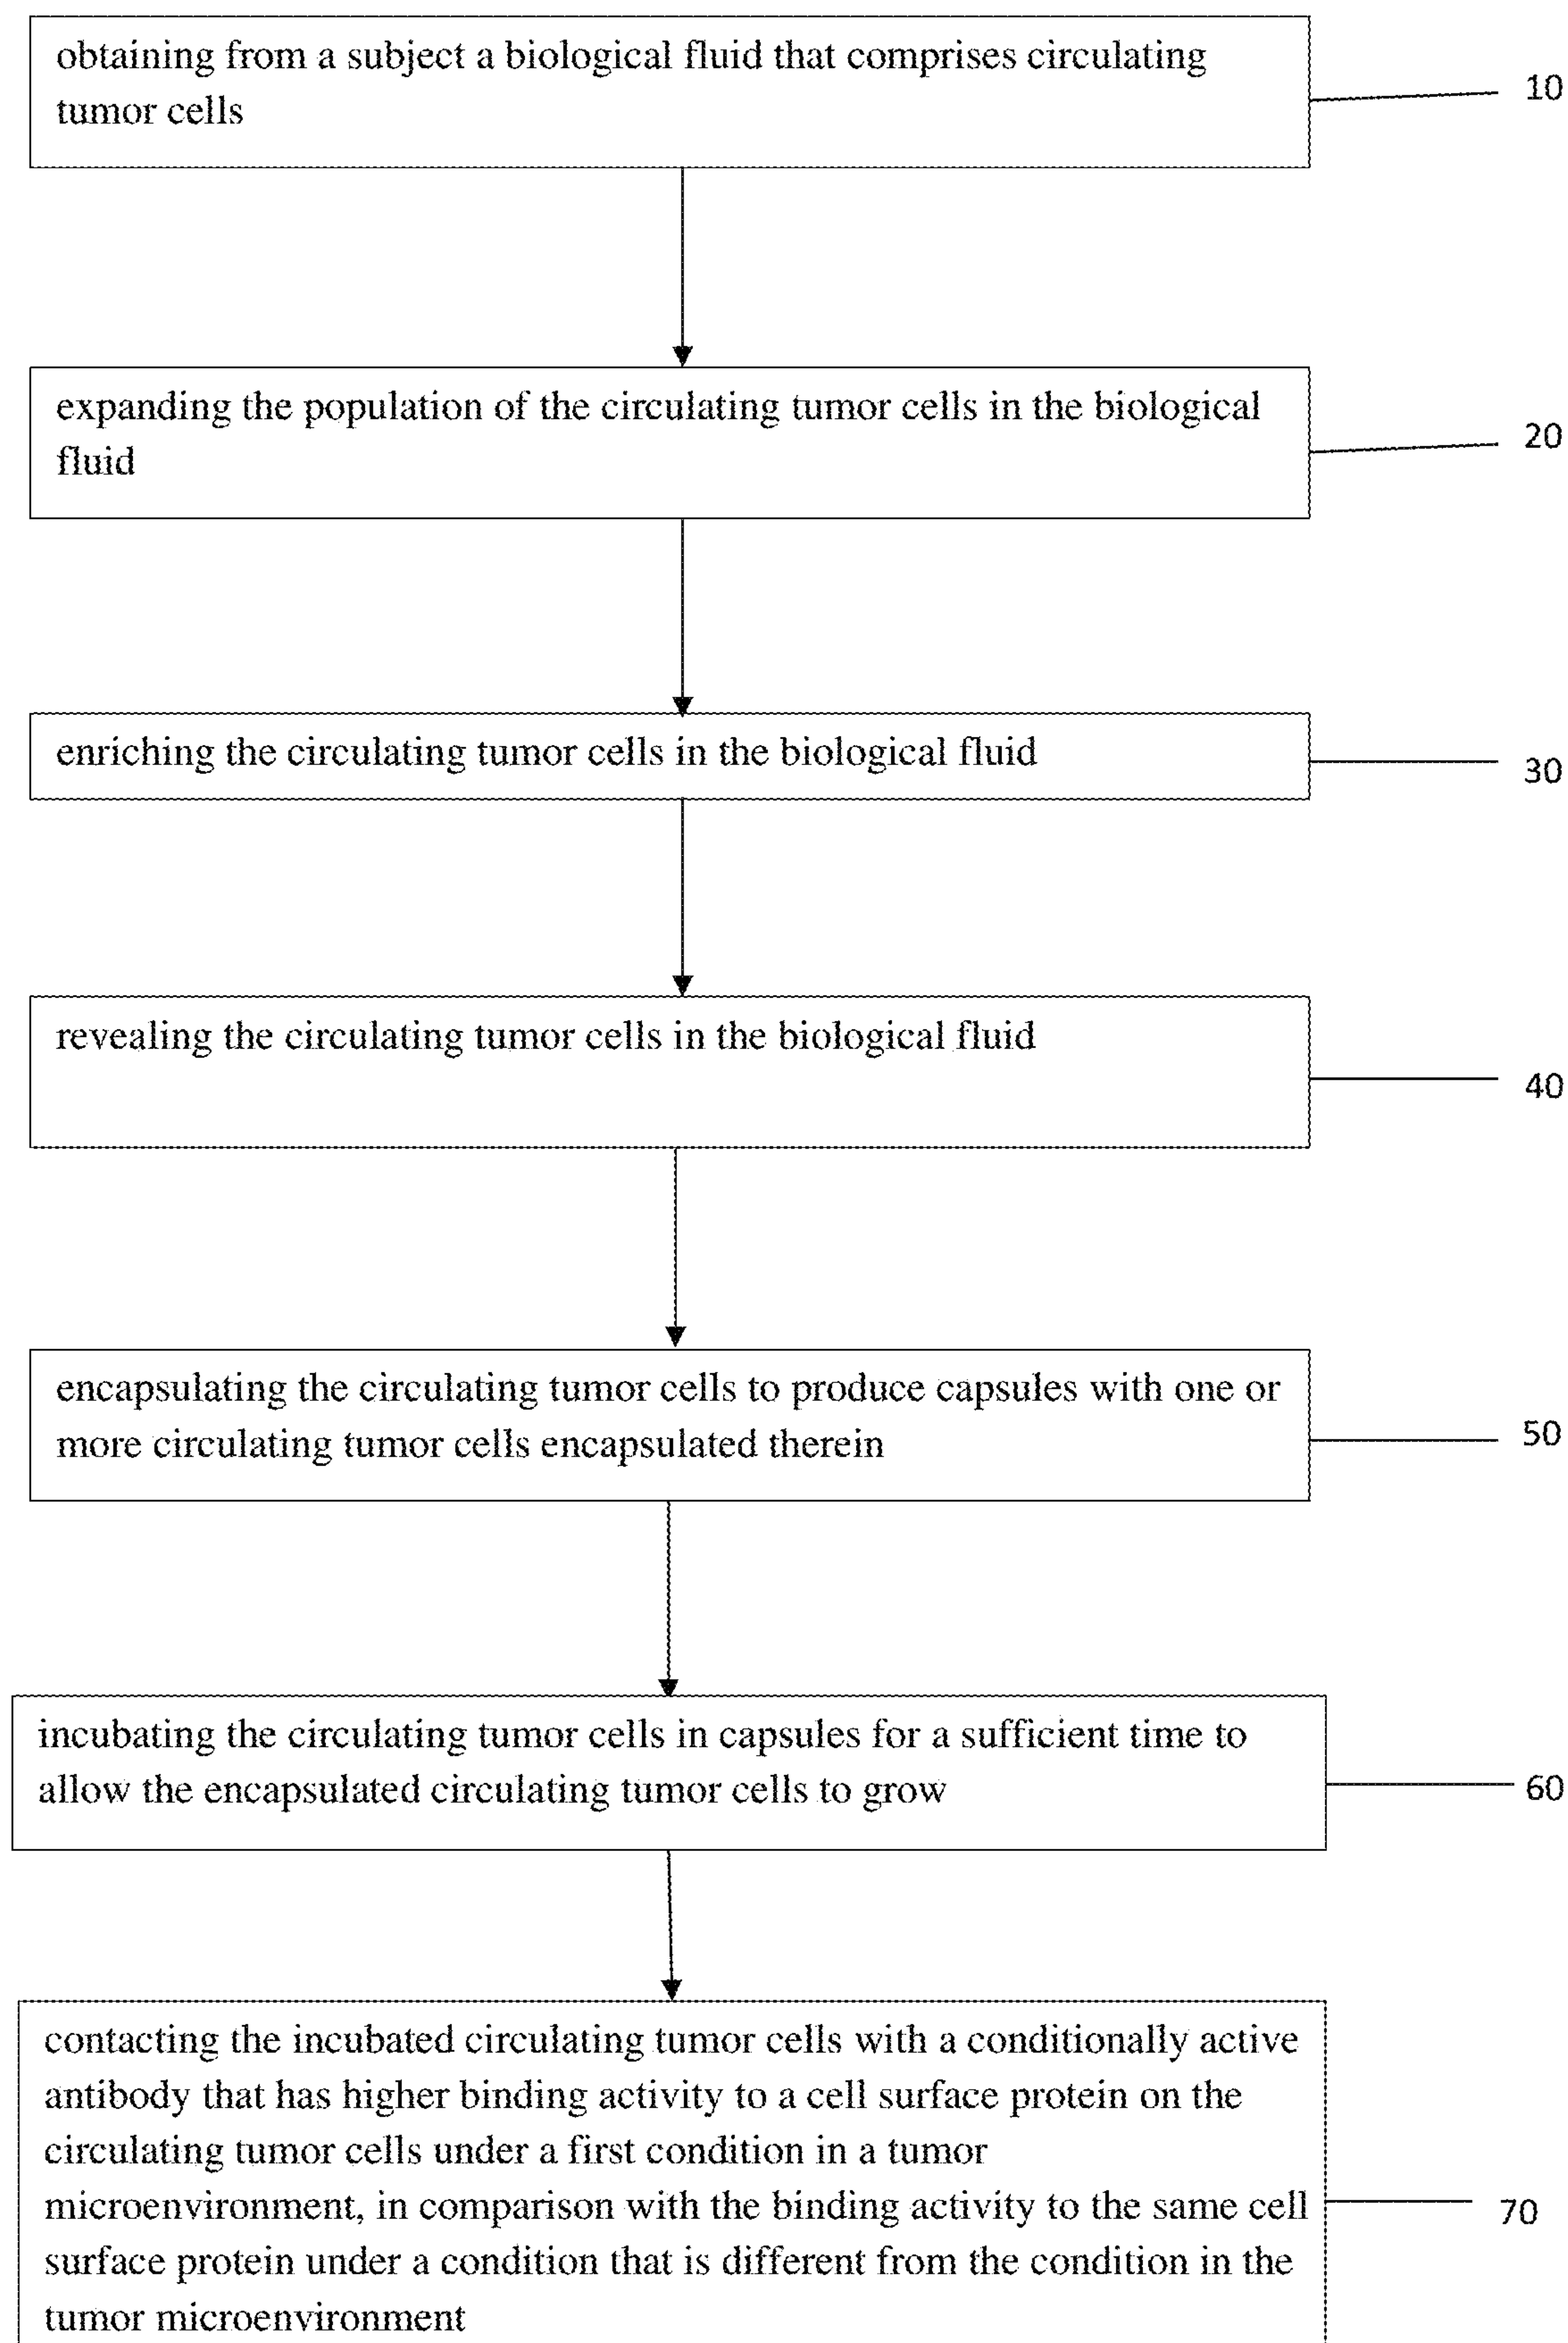 obtaining from a subject a biological fluid that comprises circulating
tumor cells
10
expanding the population of the circulating tumor cells in the biological
fluid
20
enriching the circulating tumor cells in the biological fluid
30
revealing the circulating tumor cells in the biological fluid
40
encapsulating the circulating tumor cells to produce capsules with one or
more circulating tumor cells encapsulated therein
50
incubating the circulating tumor cells in capsules for a sufficient time to
allow the encapsulated circulating tumor cells to grow
60
contacting the incubated circulating tumor cells with a conditionally active
antibody that has higher binding activity to a cell surface protein on the
circulating tumor cells under a first condition in a tumor
microenvironment, in comparison with the binding activity to the same cell
surface protein under a condition that is different from the condition in the
tumor microenvironment
70